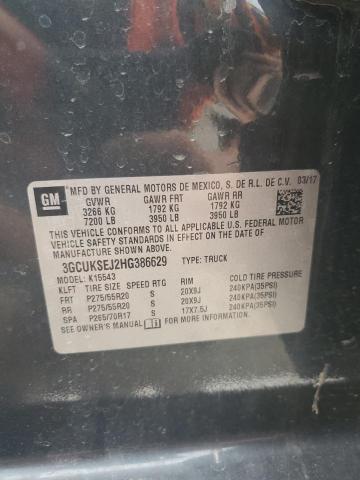 GM
MFD BY GENERAL MOTORS DE MEXICO, S. DE R.L. DE C.V. 03/17
GVWR GAWR FRT GAWR RR
3266 KG 1792 KG 1792 KG
7200 LB 3950 LB 3950 LB
THIS VEHICLE CONFORMS TO ALL APPLICABLE U.S. FEDERAL MOTOR
VEHICLE SAFETY, BUMPER, AND THEFT PREVENTION
STANDARDS IN EFFECT ON THE DATE OF
MANUFACTURE SHOWN ABOVE.
3GCUKSEJ2HG386629 TYPE: TRUCK
MODEL: K15543
KLFT TIRE SIZE SPEED RTG RIM COLD TIRE PRESSURE
FRT P275/55R20 S 20X9J 240KPA(35PSI)
RR P275/55R20 S 20X9J 240KPA(35PSI)
SPA P265/70R17 S 17X7.5J 240KPA(35PSI)
SEE OWNER'S MANUAL FOR MORE INFORMATION.